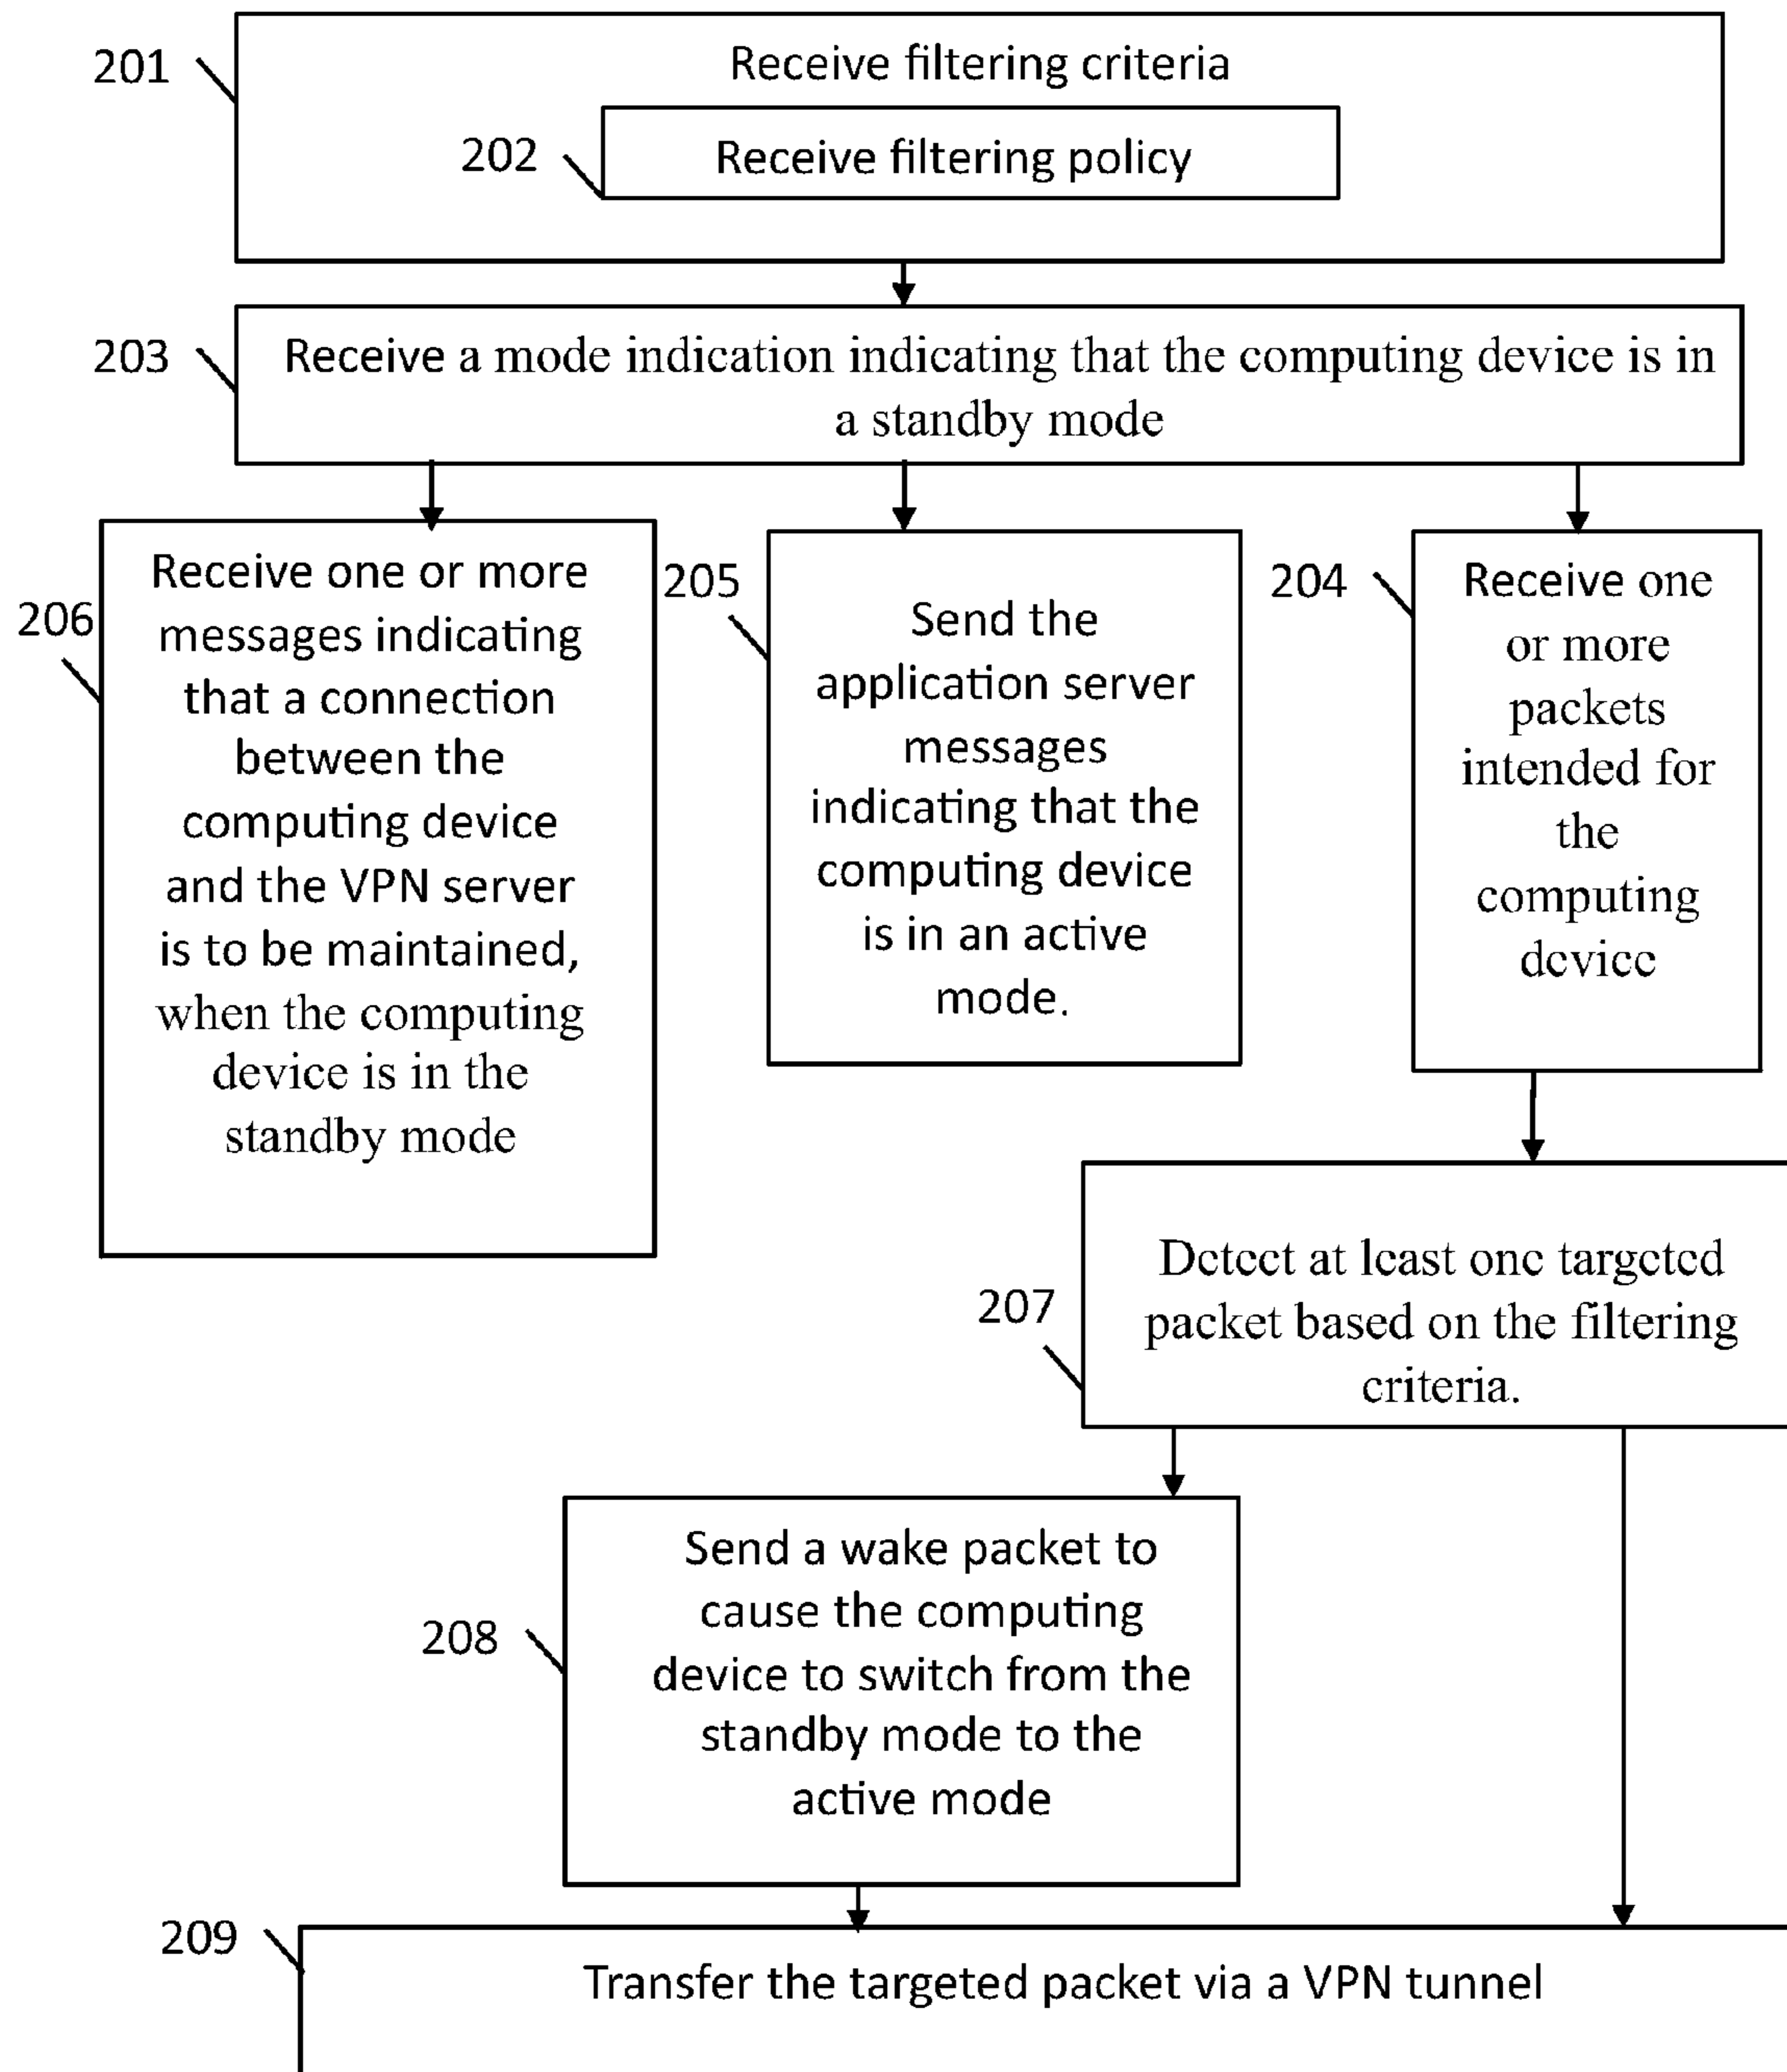 201
Receive filtering criteria
202
Receive filtering policy
203
Receive a mode indication indicating that the computing device is in
a standby mode
206
Receive one or more
messages indicating
that a connection
between the
computing device
and the VPN server
is to be maintained,
when the computing
device is in the
standby mode
205
Send the
application server
messages
indicating that the
computing device
is in an active
mode.
204
Receive one
or more
packets
intended for
the
computing
device
207
Detect at least one targeted
packet based on the filtering
criteria.
208
Send a wake packet to
cause the computing
device to switch from the
standby mode to the
active mode
209
Transfer the targeted packet via a VPN tunnel